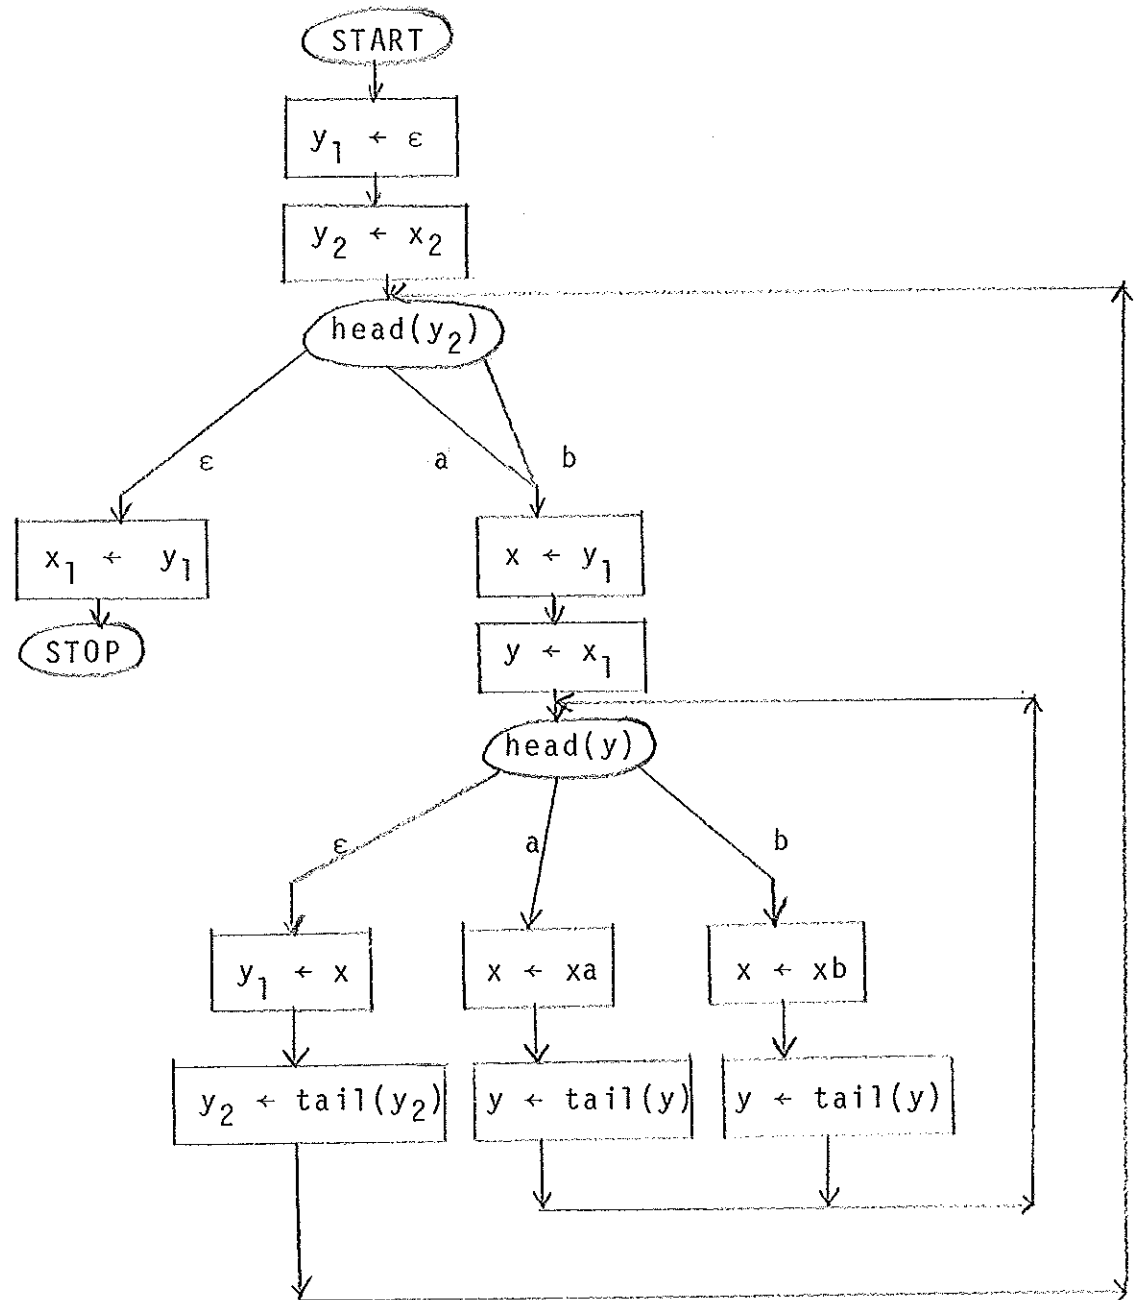 START
y₁ ← ε
y₂ ← x₂
head(y₂)
ε a b
x₁ ← y₁
x ← y₁
STOP
y ← x₁
head(y)
ε a b
y₁ ← x
x ← xa
x ← xb
y₂ ← tail(y₂)
y ← tail(y)
y ← tail(y)